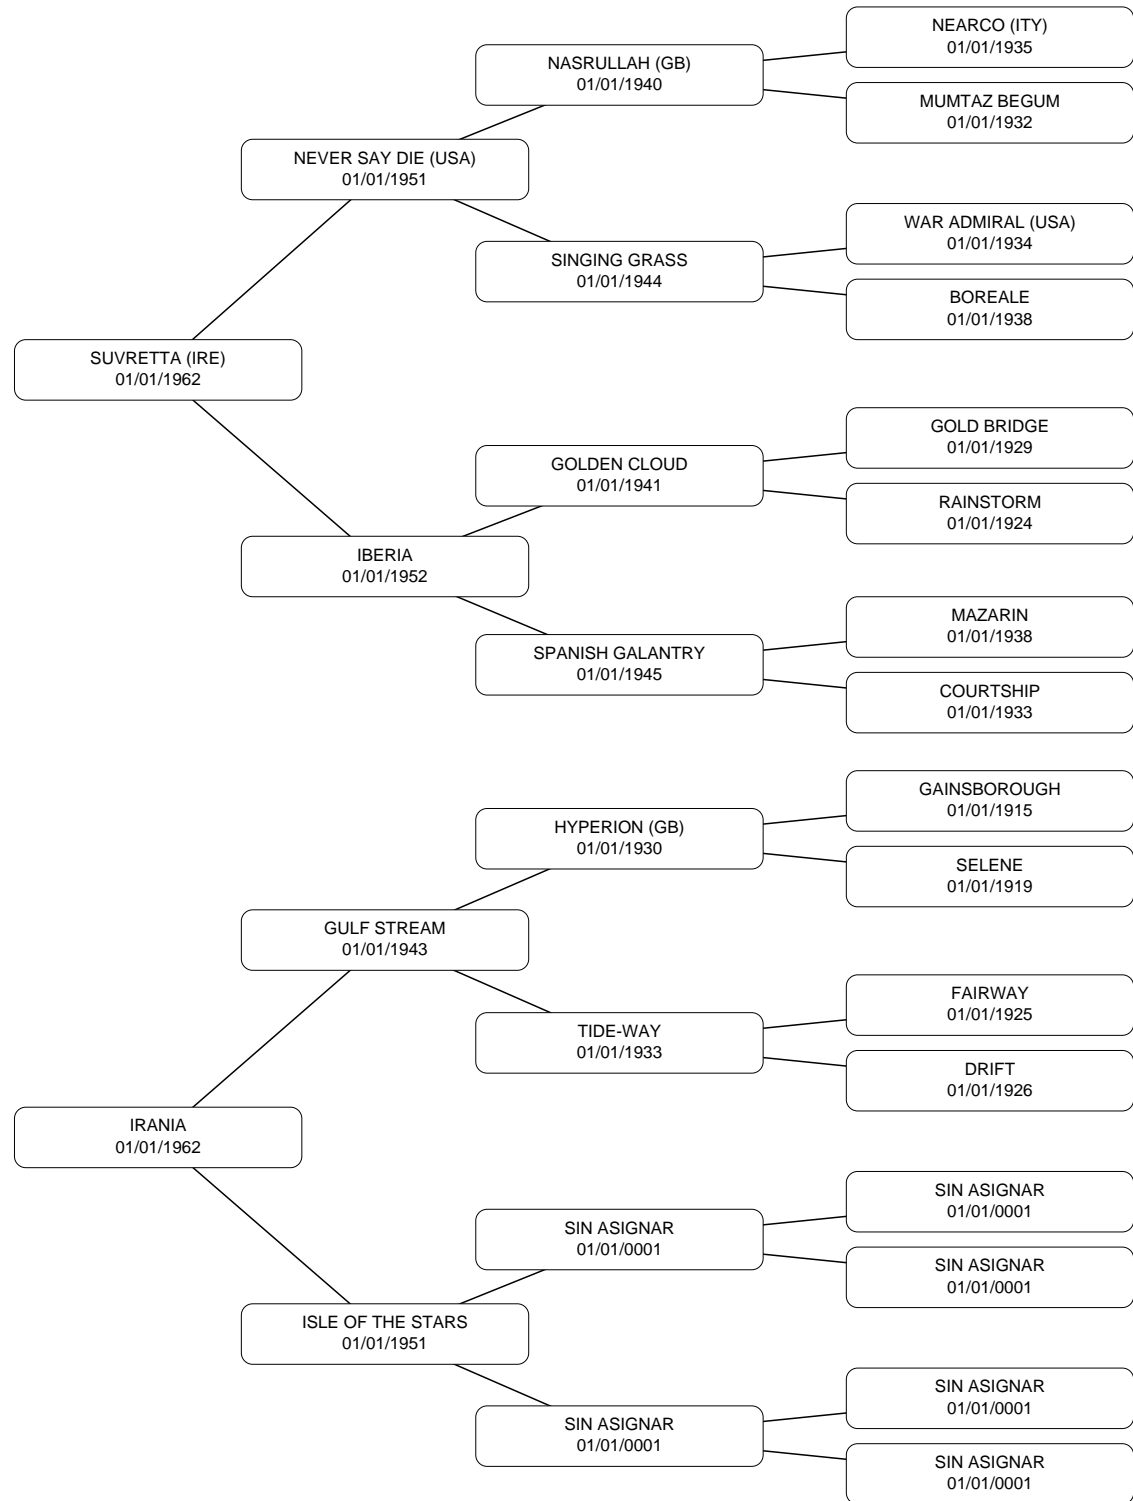 NEARCO (ITY)
01/01/1935
NASRULLAH (GB)
01/01/1940
MUMTAZ BEGUM
01/01/1932
NEVER SAY DIE (USA)
01/01/1951
WAR ADMIRAL (USA)
01/01/1934
SINGING GRASS
01/01/1944
BOREALE
01/01/1938
SUVRETTA (IRE)
01/01/1962
GOLD BRIDGE
01/01/1929
GOLDEN CLOUD
01/01/1941
RAINSTORM
01/01/1924
IBERIA
01/01/1952
MAZARIN
01/01/1938
SPANISH GALANTRY
01/01/1945
COURTSHIP
01/01/1933
GAINSBOROUGH
01/01/1915
HYPERION (GB)
01/01/1930
SELENE
01/01/1919
GULF STREAM
01/01/1943
FAIRWAY
01/01/1925
TIDE-WAY
01/01/1933
DRIFT
01/01/1926
IRANIA
01/01/1962
SIN ASIGNAR
01/01/0001
SIN ASIGNAR
01/01/0001
SIN ASIGNAR
01/01/0001
ISLE OF THE STARS
01/01/1951
SIN ASIGNAR
01/01/0001
SIN ASIGNAR
01/01/0001
SIN ASIGNAR
01/01/0001